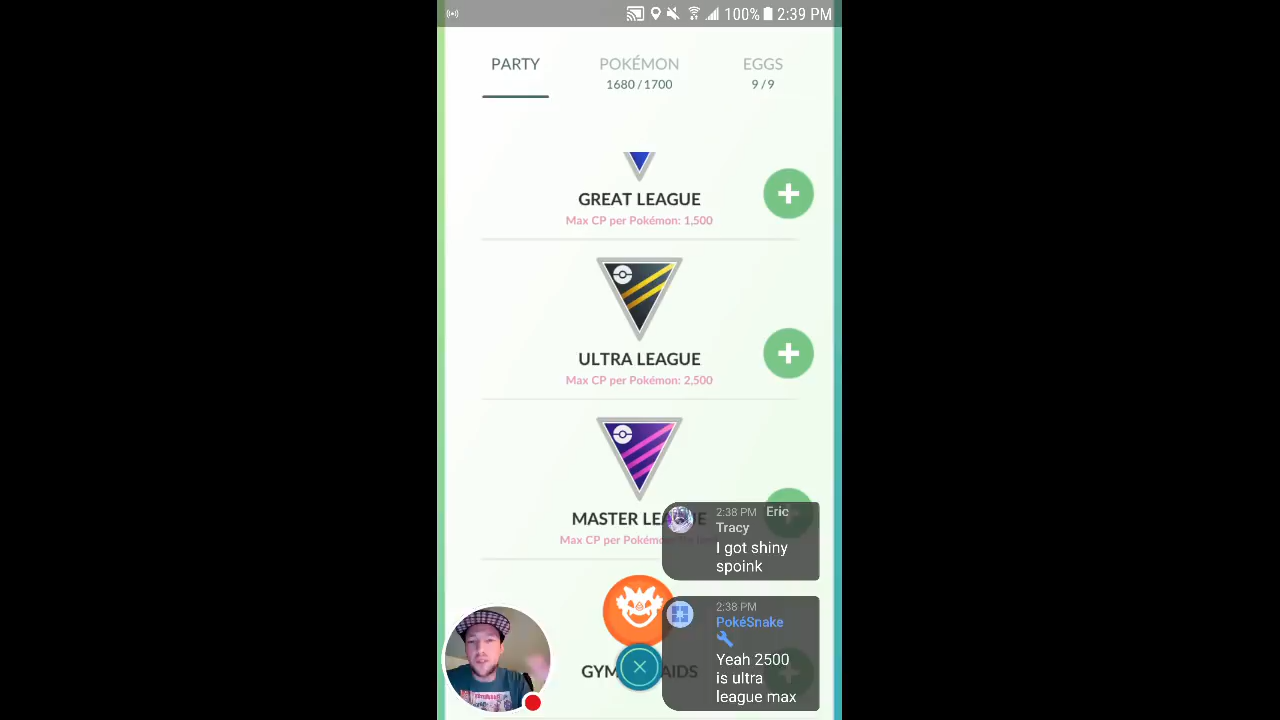 100% 2:39 PM
PARTY
POKÉMON
EGGS
1680 / 1700
9 / 9
GREAT LEAGUE
Max CP per Pokémon: 1,500
ULTRA LEAGUE
Max CP per Pokémon: 2,500
MASTER LEAGUE
Max CP per Pokémon:
2:38 PM Eric
Tracy
I got shiny
spoink
2:38 PM
PokéSnake
Yeah 2500
is ultra
league max
GYM AIDS